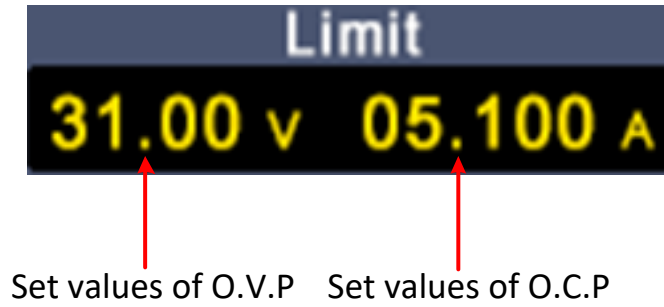 Limit
31.00 V 05.100 A
Set values of O.V.P Set values of O.C.P